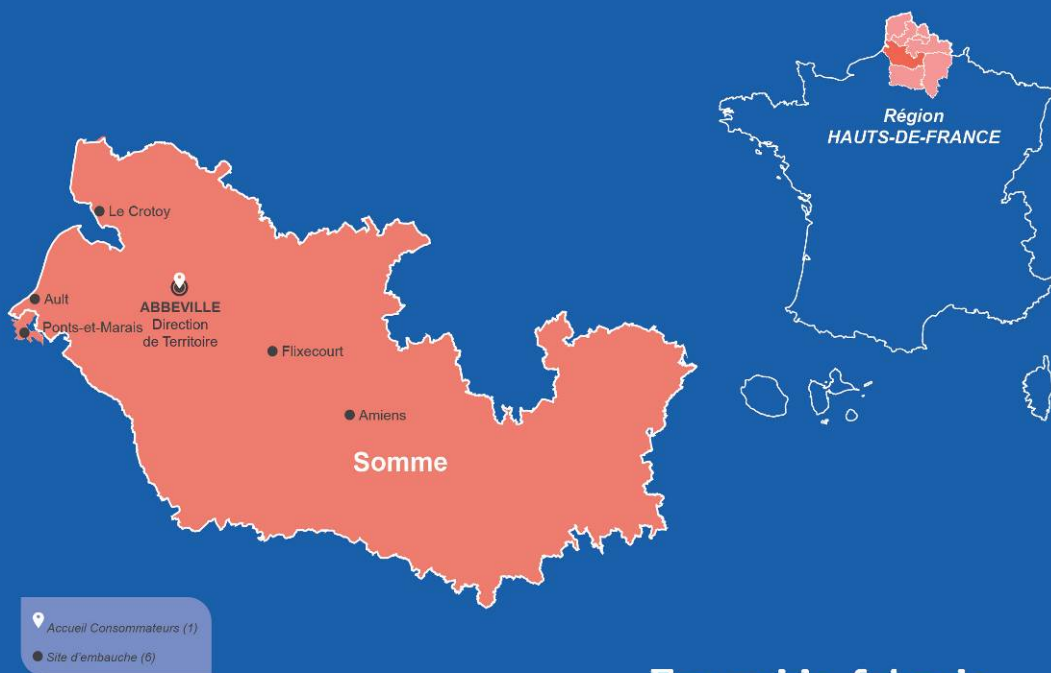 Région
HAUTS-DE-FRANCE
Le Crotoy
Ault
ABBEVILLE
Direction
de Territoire
Ponts-et-Marais
Flixecourt
Amiens
Somme
Accueil Consommateurs (1)
Site d'embauche (6)